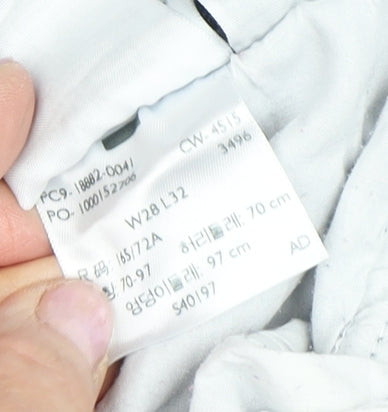 PC9-18882-0041 CW-4515
PO-1000152706 3496
W28 L32
165/72A 허리둘레: 70 cm
70-97 엉덩이둘레: 97 cm
S40197 AD